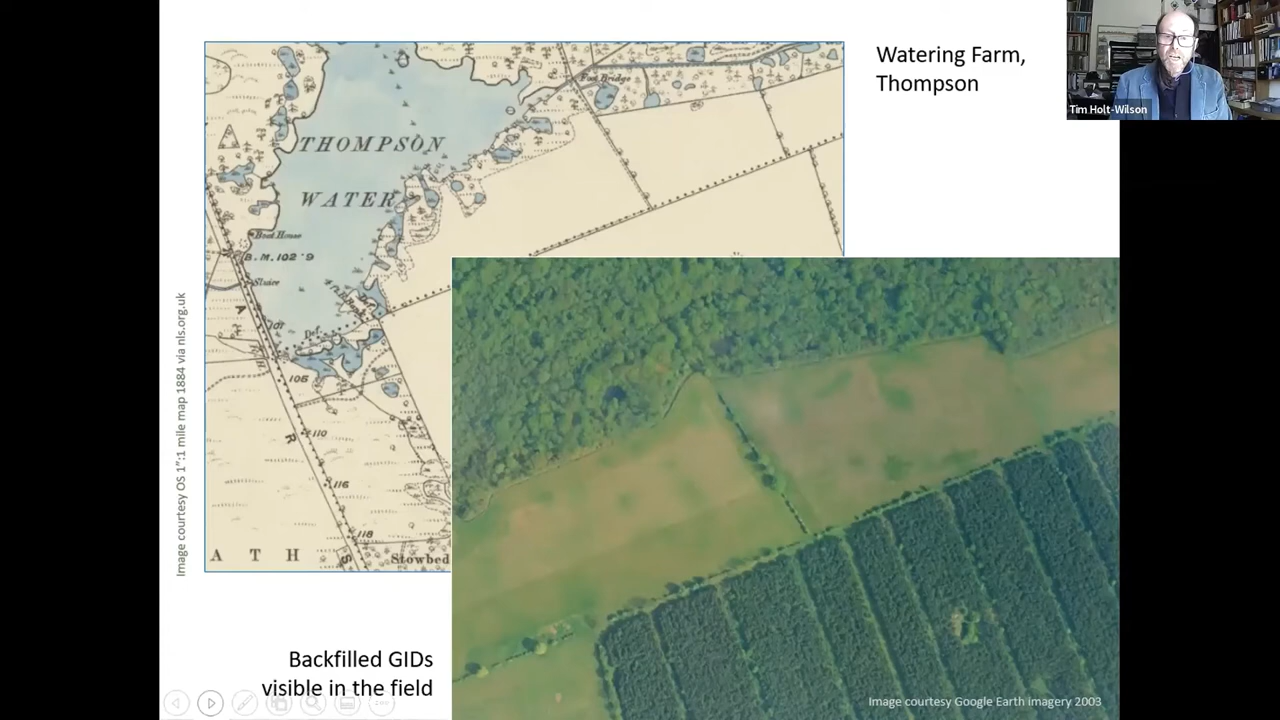 Watering Farm,
Thompson
Tim Holt-Wilson
THOMPSON
WATER
Foot Bridge
Boat House
B.M. 102·9
Sluice
105
110
116
118
A T H
Stowbed
Image courtesy OS 1":1 mile map 1884 via nls.org.uk
Backfilled GIDs
visible in the field
Image courtesy Google Earth imagery 2003